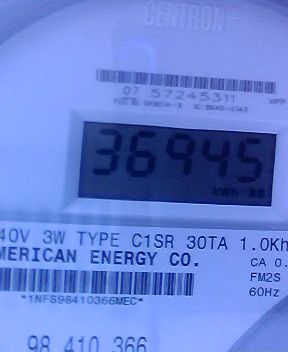 CENTRON
07 57245311
36945
kWh 88
40V 3W TYPE C1SR 30TA 1.0Kh
MERICAN ENERGY CO.
CA 0.
FM2S
*1NFS98410366MEC*
60Hz
98 410 366